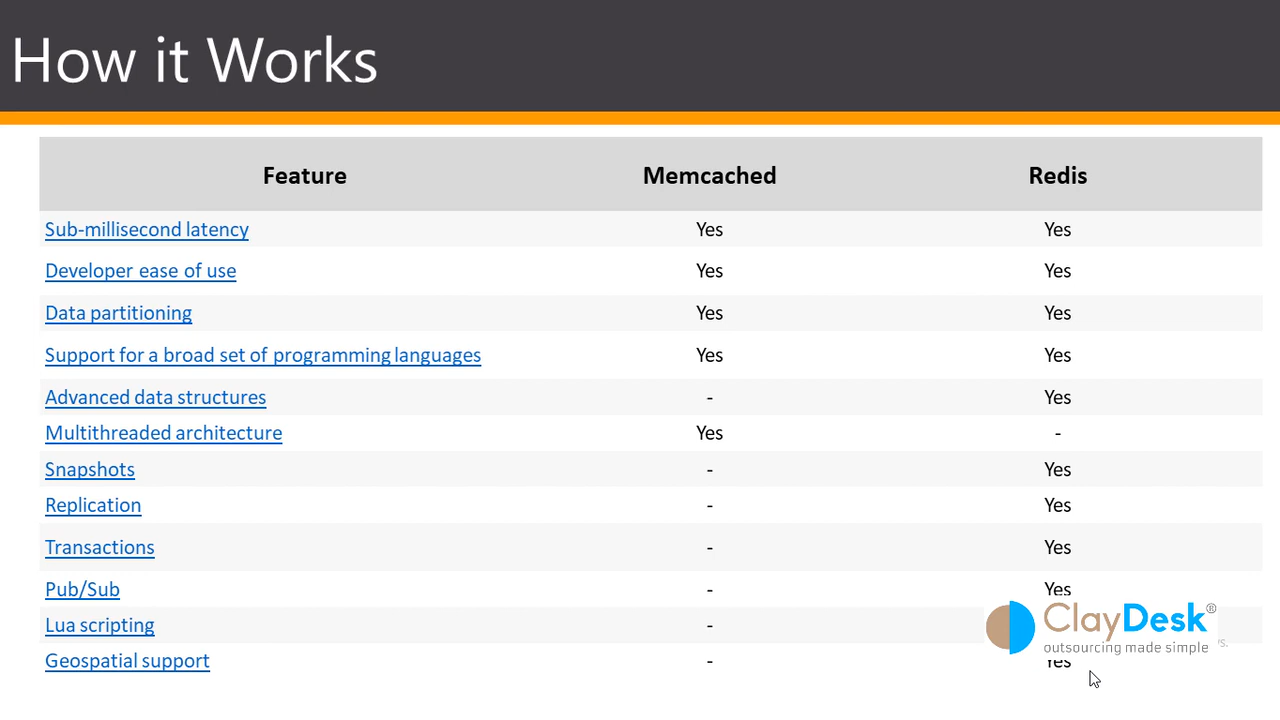 How it Works
Feature Memcached Redis
Sub-millisecond latency Yes Yes
Developer ease of use Yes Yes
Data partitioning Yes Yes
Support for a broad set of programming languages Yes Yes
Advanced data structures - Yes
Multithreaded architecture Yes -
Snapshots - Yes
Replication - Yes
Transactions - Yes
Pub/Sub - Yes
Lua scripting -
Geospatial support - Yes
ClayDesk®
outsourcing made simple